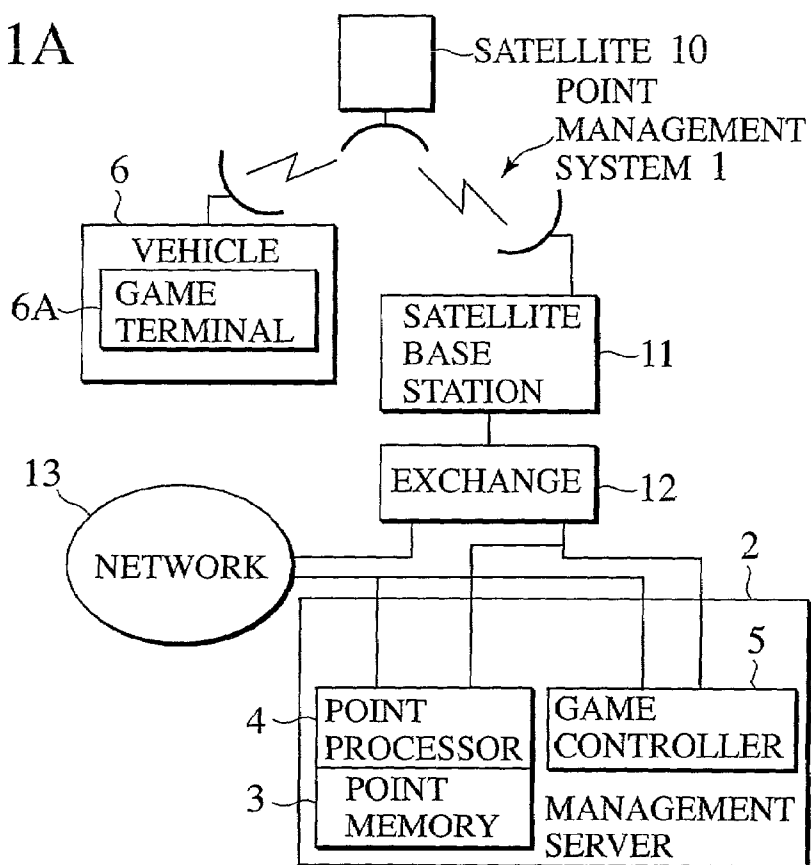 1A
SATELLITE 10
POINT
MANAGEMENT
SYSTEM 1
6
VEHICLE
6A
GAME
TERMINAL
SATELLITE
BASE
STATION
11
EXCHANGE
12
13
NETWORK
2
5
4
POINT
PROCESSOR
GAME
CONTROLLER
3
POINT
MEMORY
MANAGEMENT
SERVER